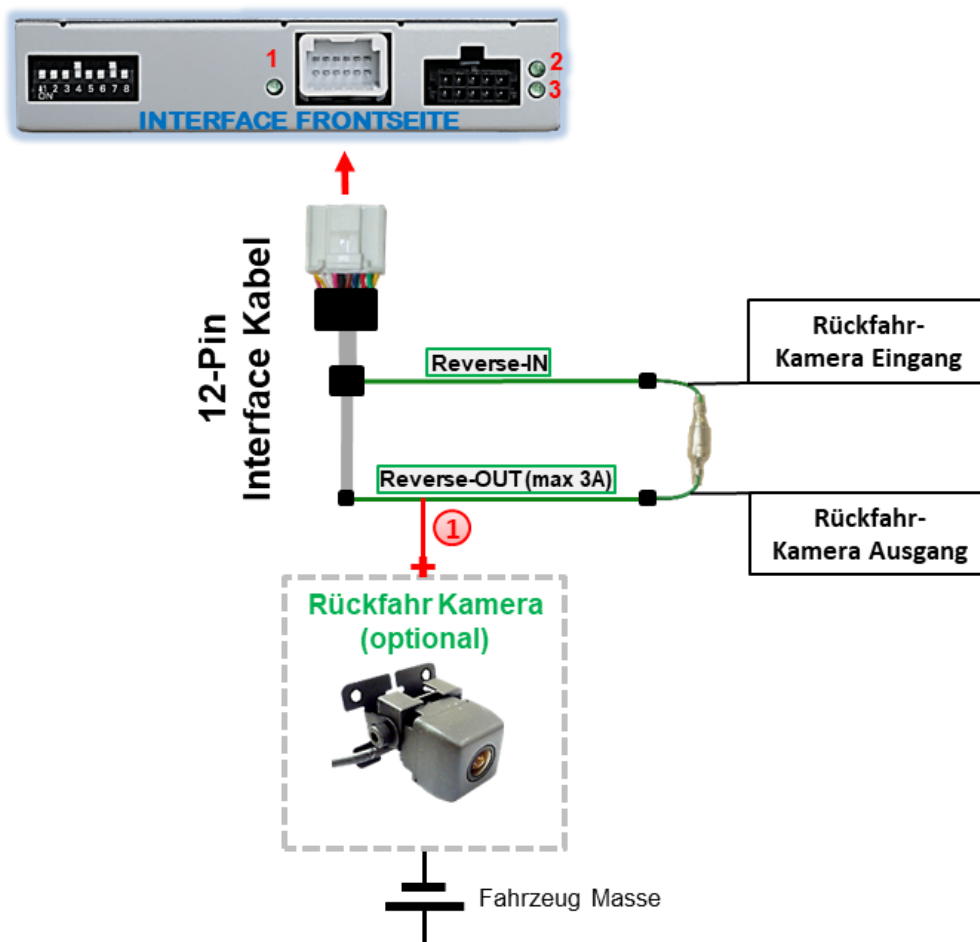 1
2
3
1 2 3 4 5 6 7 8
ON
INTERFACE FRONTSEITE
12-Pin
Interface Kabel
Reverse-IN
Rückfahr-
Kamera Eingang
Reverse-OUT (max 3A)
Rückfahr-
Kamera Ausgang
1
+
Rückfahr Kamera
(optional)
Fahrzeug Masse